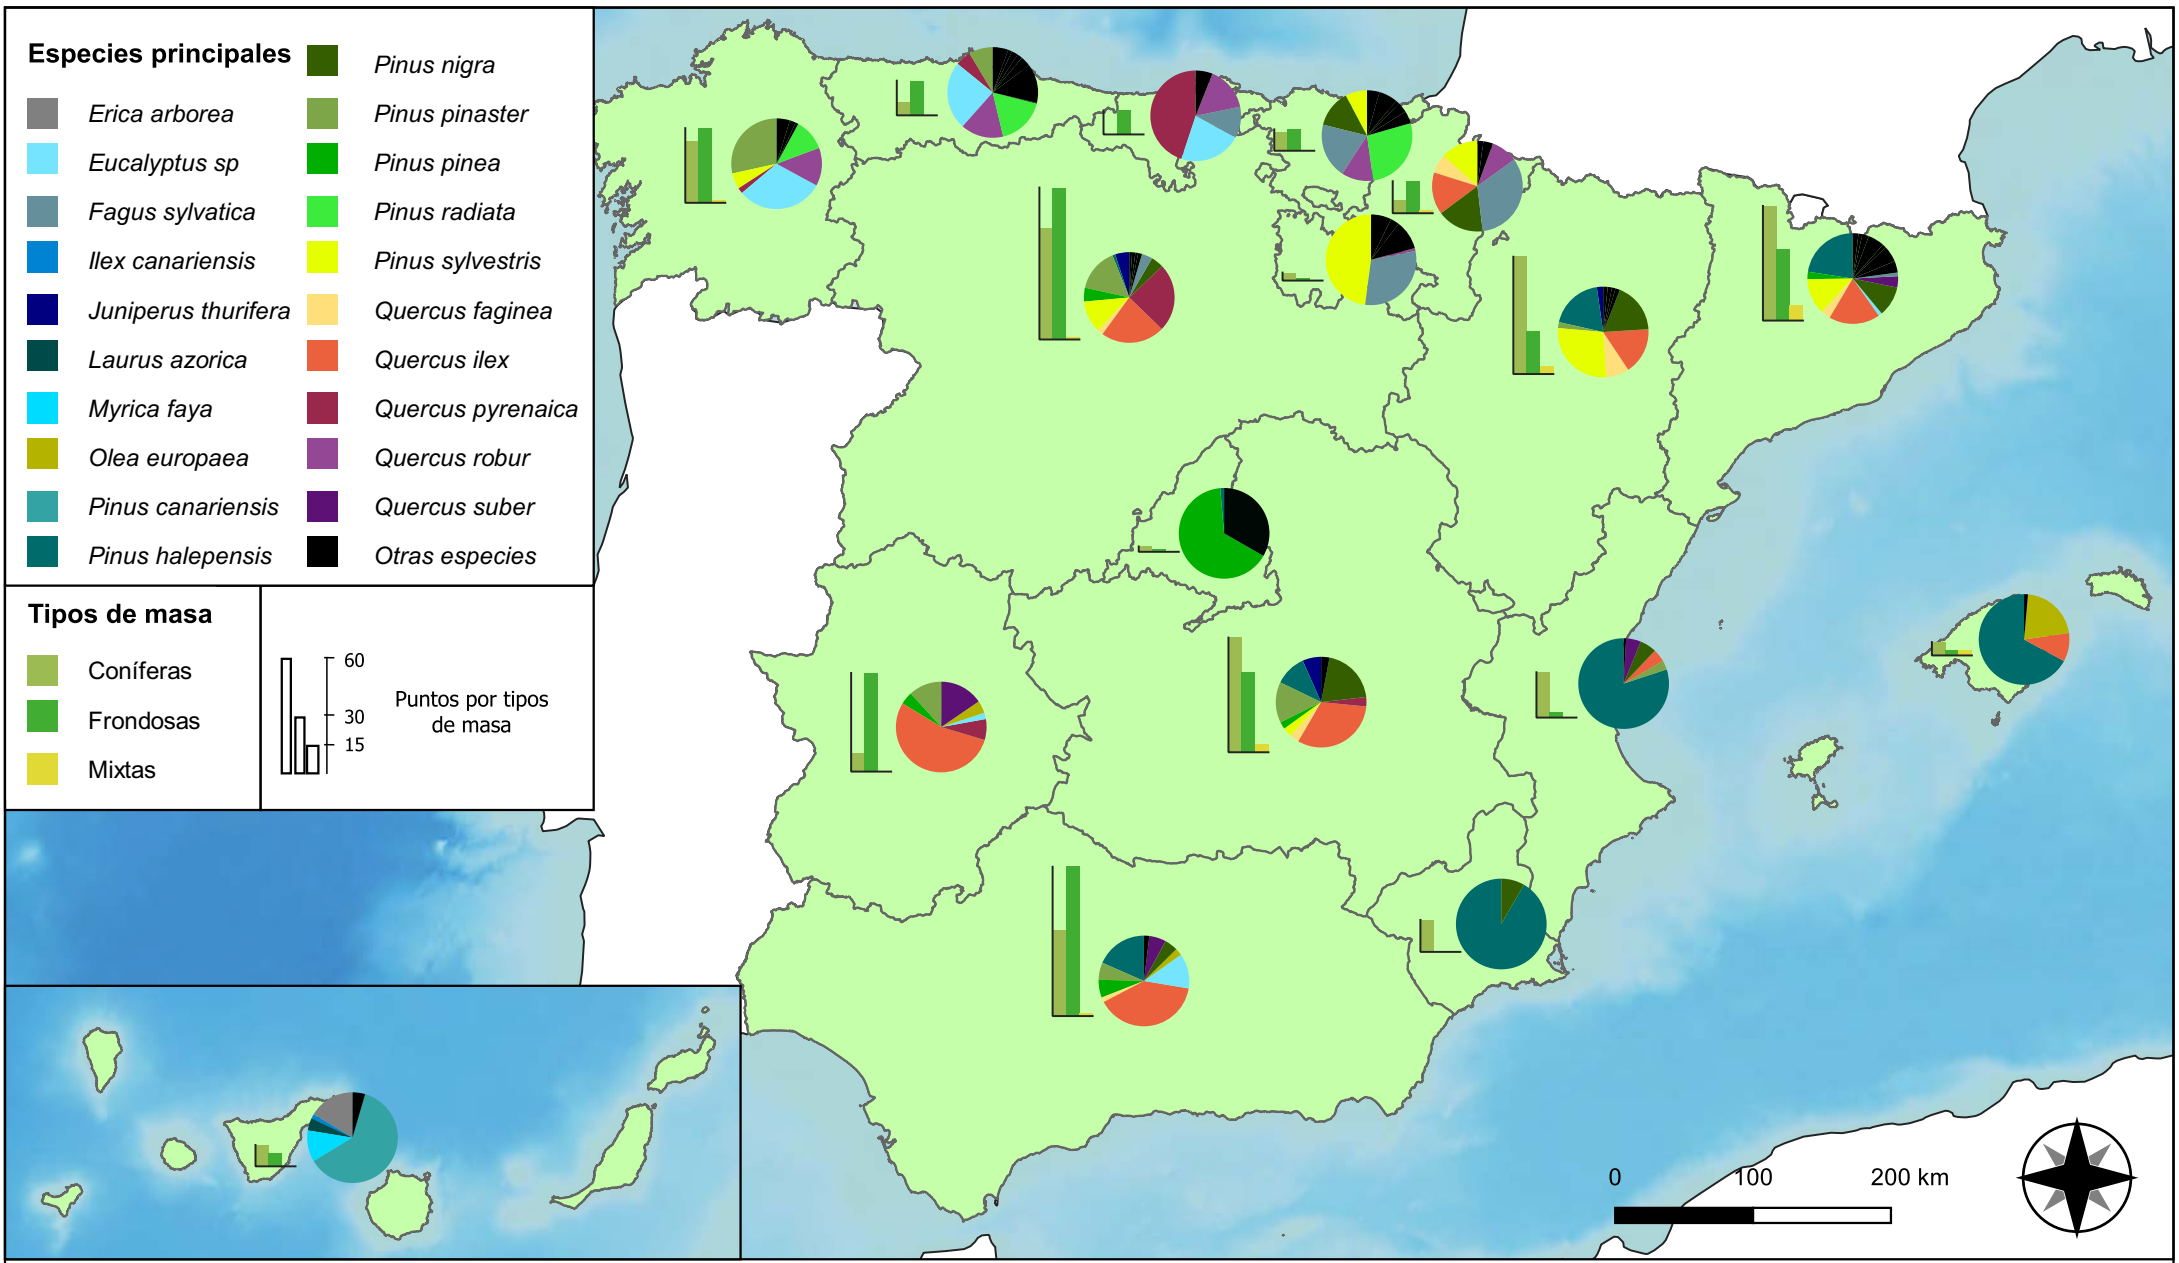 Especies principales
Erica arborea
Eucalyptus sp
Fagus sylvatica
Ilex canariensis
Juniperus thurifera
Laurus azorica
Myrica faya
Olea europaea
Pinus canariensis
Pinus halepensis
Pinus nigra
Pinus pinaster
Pinus pinea
Pinus radiata
Pinus sylvestris
Quercus faginea
Quercus ilex
Quercus pyrenaica
Quercus robur
Quercus suber
Otras especies
Tipos de masa
Coníferas
Frondosas
Mixtas
60
30
15
Puntos por tipos
de masa
0 100 200 km